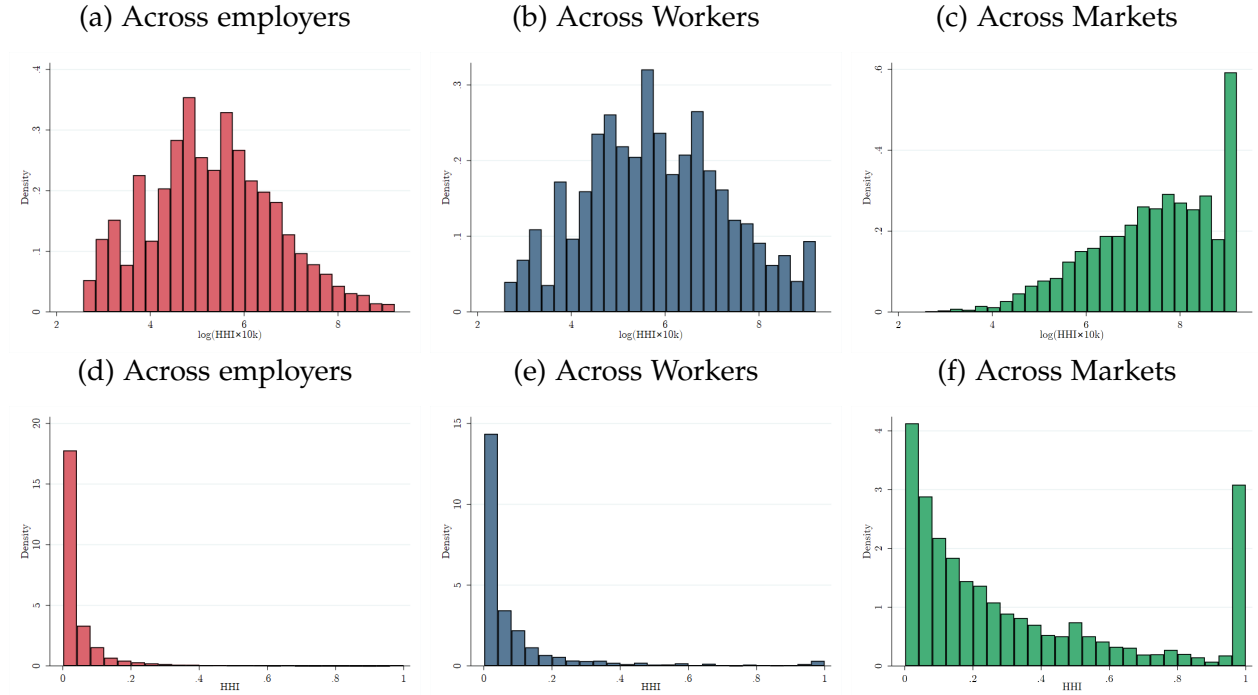 (a) Across employers
(b) Across Workers
(c) Across Markets
Density
0 .1 .2 .3 .4
2 4 6 8
log(HHI×10k)
Density
0 .1 .2 .3
2 4 6 8
log(HHI×10k)
Density
0 .2 .4 .6
2 4 6 8
log(HHI×10k)
(d) Across employers
(e) Across Workers
(f) Across Markets
Density
0 5 10 15 20
0 .2 .4 .6 .8 1
HHI
Density
0 5 10 15
0 .2 .4 .6 .8 1
HHI
Density
0 1 2 3 4
0 .2 .4 .6 .8 1
HHI